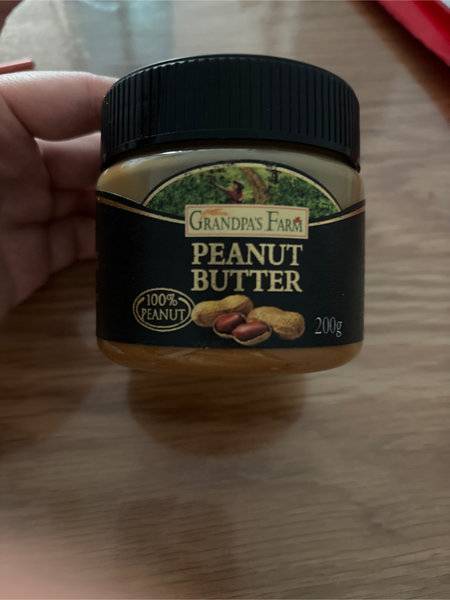 GRANDPA'S FARM
PEANUT
BUTTER
100%
PEANUT
200g